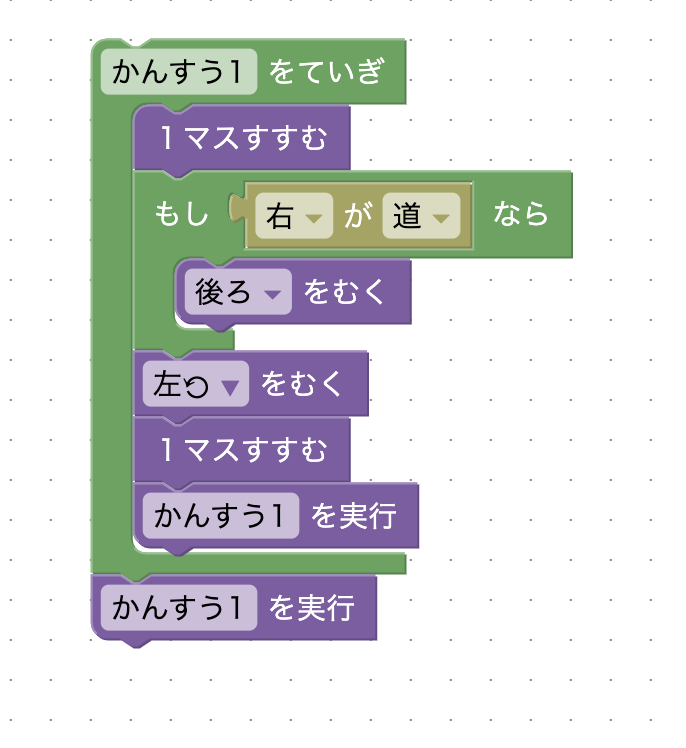 かんすう1 をていぎ
1 マスすすむ
もし 右 が 道 なら
後ろ をむく
左 をむく
1 マスすすむ
かんすう1 を実行
かんすう1 を実行